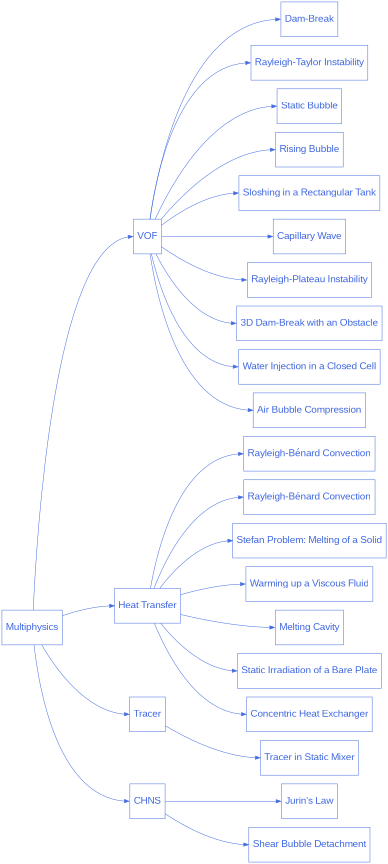 Dam-Break
Rayleigh-Taylor Instability
Static Bubble
Rising Bubble
Sloshing in a Rectangular Tank
VOF
Capillary Wave
Rayleigh-Plateau Instability
3D Dam-Break with an Obstacle
Water Injection in a Closed Cell
Air Bubble Compression
Rayleigh-Bénard Convection
Rayleigh-Bénard Convection
Stefan Problem: Melting of a Solid
Warming up a Viscous Fluid
Heat Transfer
Multiphysics
Melting Cavity
Static Irradiation of a Bare Plate
Concentric Heat Exchanger
Tracer
Tracer in Static Mixer
CHNS
Jurin's Law
Shear Bubble Detachment